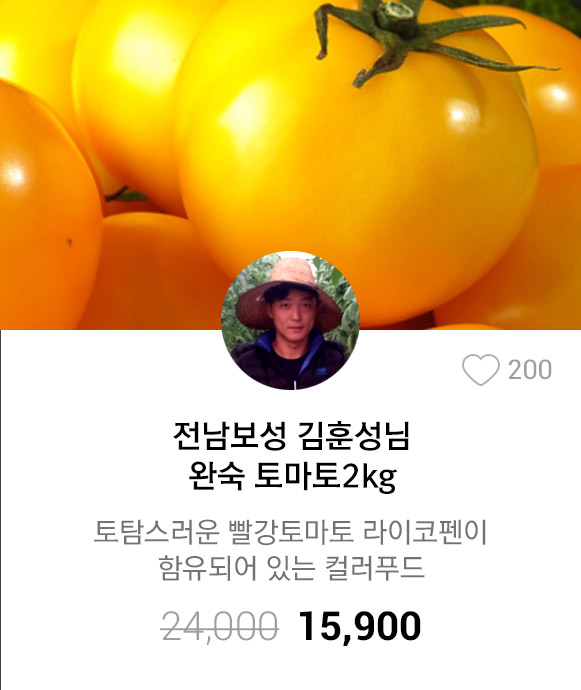 200
전남보성 김훈성님
완숙 토마토2kg
토탐스러운 빨강토마토 라이코펜이
함유되어 있는 컬러푸드
24,000 15,900